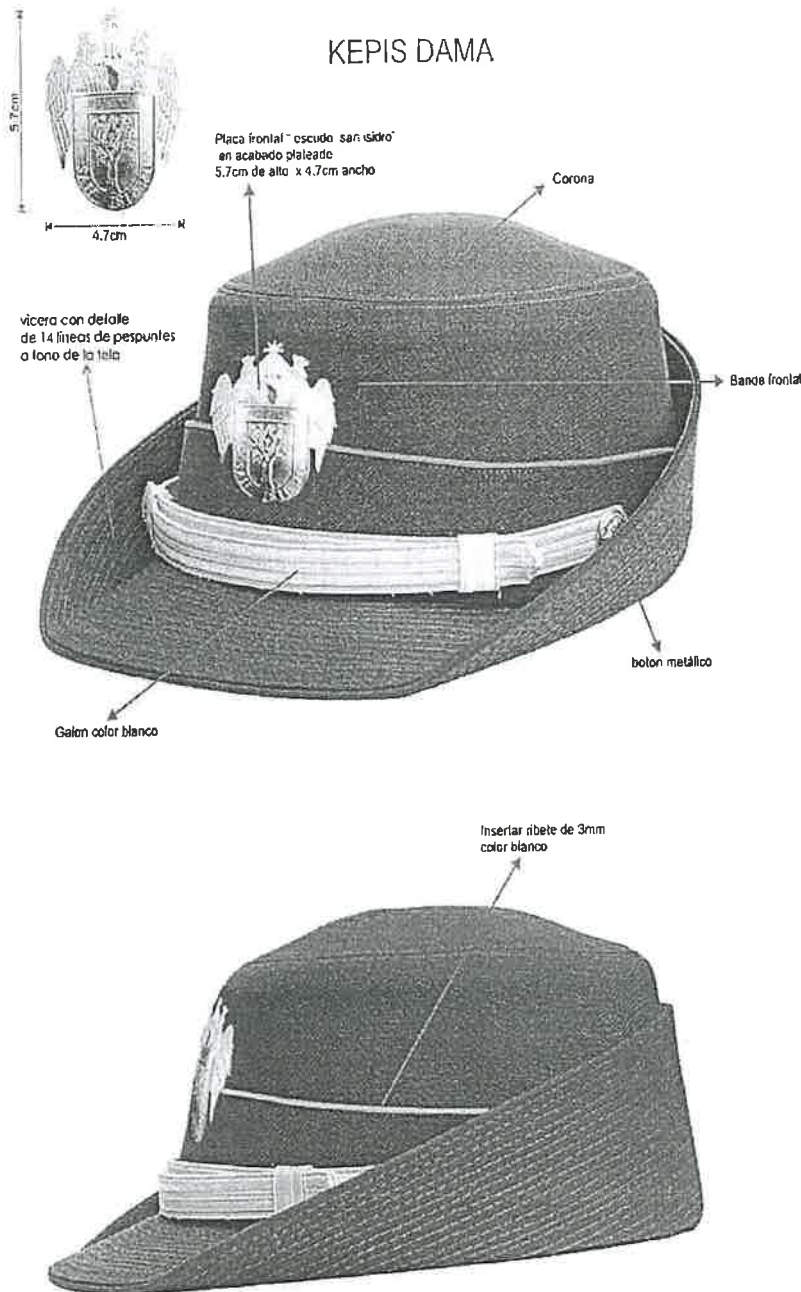 KEPIS DAMA
5.7cm
4.7cm
Placa frontal " escudo san isidro"
en acabado plateado
5.7cm de alto x 4.7cm ancho
Corona
vicera con detalle
de 14 lineas de pespuntes
a tono de la tela
Banda frontal
boton metálico
Galon color blanco
Insertar ribete de 3mm
color blanco